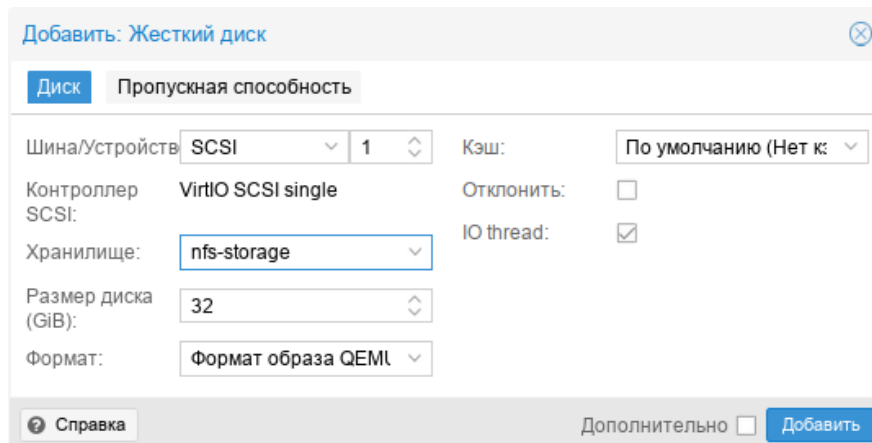 Добавить: Жесткий диск
Диск Пропускная способность
Шина/Устройств SCSI 1 Кэш: По умолчанию (Нет кэ
Контроллер SCSI: VirtIO SCSI single Отклонить:
IO thread:
Хранилище: nfs-storage
Размер диска (GiB): 32
Формат: Формат образа QEMU
Справка Дополнительно Добавить